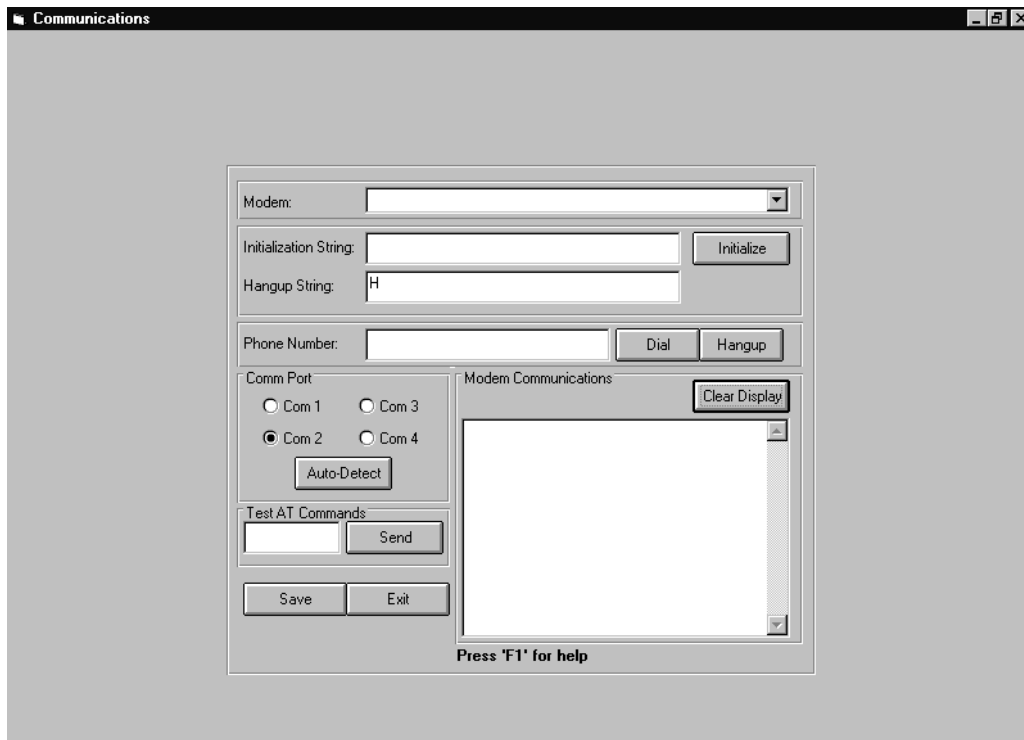 Communications
Modem:
Initialization String:
Initialize
Hangup String:
H
Phone Number:
Dial
Hangup
Comm Port
Com 1
Com 3
Com 2
Com 4
Auto-Detect
Test AT Commands
Send
Save
Exit
Modem Communications
Clear Display
Press 'F1' for help